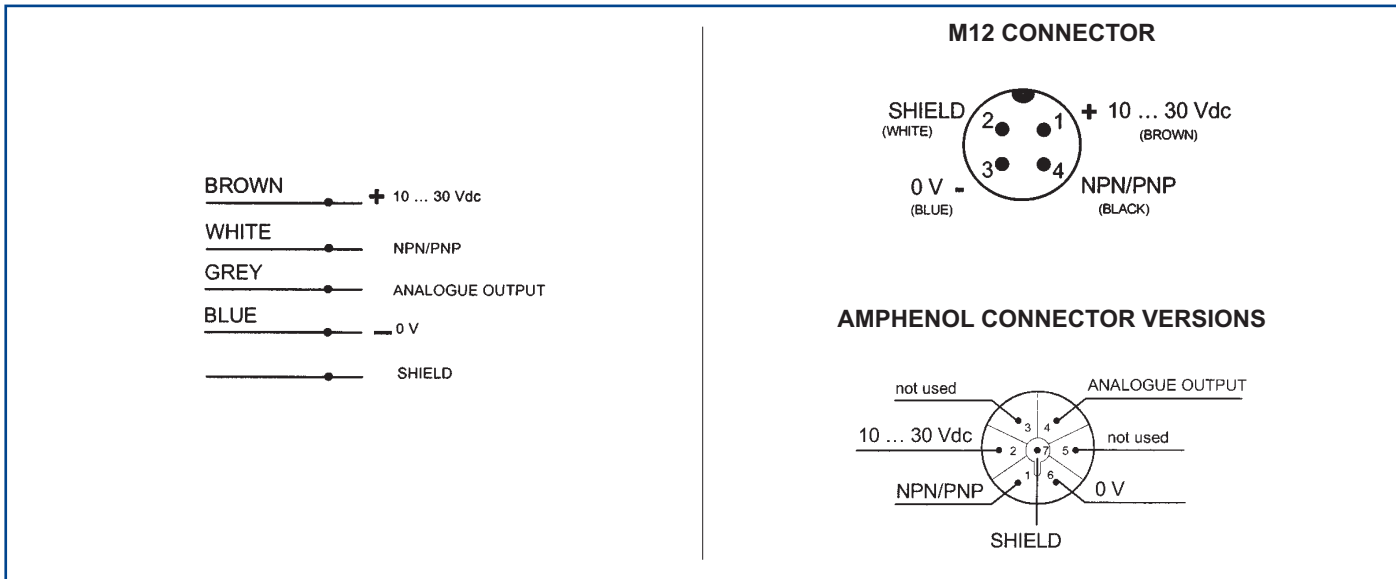 BROWN
+ 10 ... 30 Vdc
WHITE
NPN/PNP
GREY
ANALOGUE OUTPUT
BLUE
- 0 V
SHIELD
M12 CONNECTOR
SHIELD
(WHITE)
2
1
+ 10 ... 30 Vdc
(BROWN)
3
4
0 V -
(BLUE)
NPN/PNP
(BLACK)
AMPHENOL CONNECTOR VERSIONS
not used
ANALOGUE OUTPUT
3
4
10 ... 30 Vdc
2
7
5
not used
NPN/PNP
1
6
0 V
SHIELD